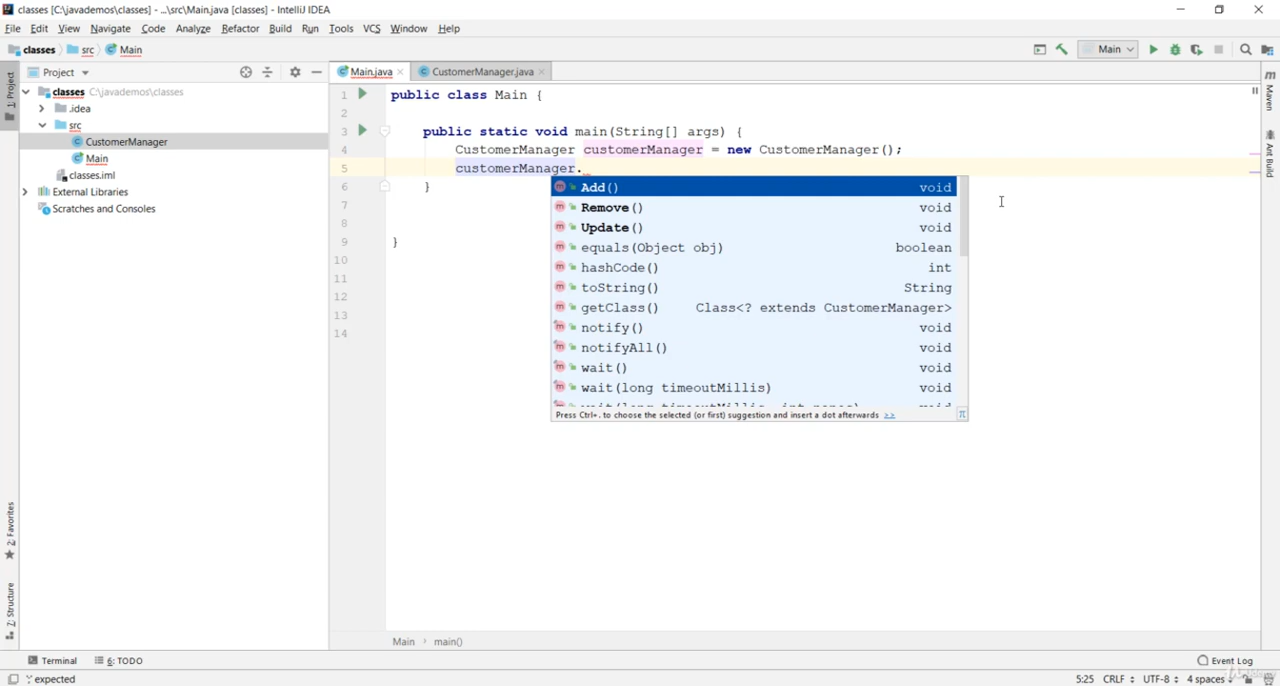 classes [C:\javademos\classes] - ...\src\Main.java [classes] - IntelliJ IDEA
File Edit View Navigate Code Analyze Refactor Build Run Tools VCS Window Help
classes src Main
Main
Project
Main.java CustomerManager.java
1: Project
classes C:\javademos\classes
.idea
src
CustomerManager
Main
classes.iml
External Libraries
Scratches and Consoles
1 public class Main {
2
3 public static void main(String[] args) {
4 CustomerManager customerManager = new CustomerManager();
5 customerManager.
6 }
7
8
9 }
10
11
12
13
14
Add() void
Remove() void
Update() void
equals(Object obj) boolean
hashCode() int
toString() String
getClass() Class<? extends CustomerManager>
notify() void
notifyAll() void
wait() void
wait(long timeoutMillis) void
Press Ctrl+. to choose the selected (or first) suggestion and insert a dot afterwards >>
Maven
Ant Build
2: Favorites
7: Structure
Main main()
Terminal 6: TODO
Event Log
expected
5:25 CRLF UTF-8 4 spaces